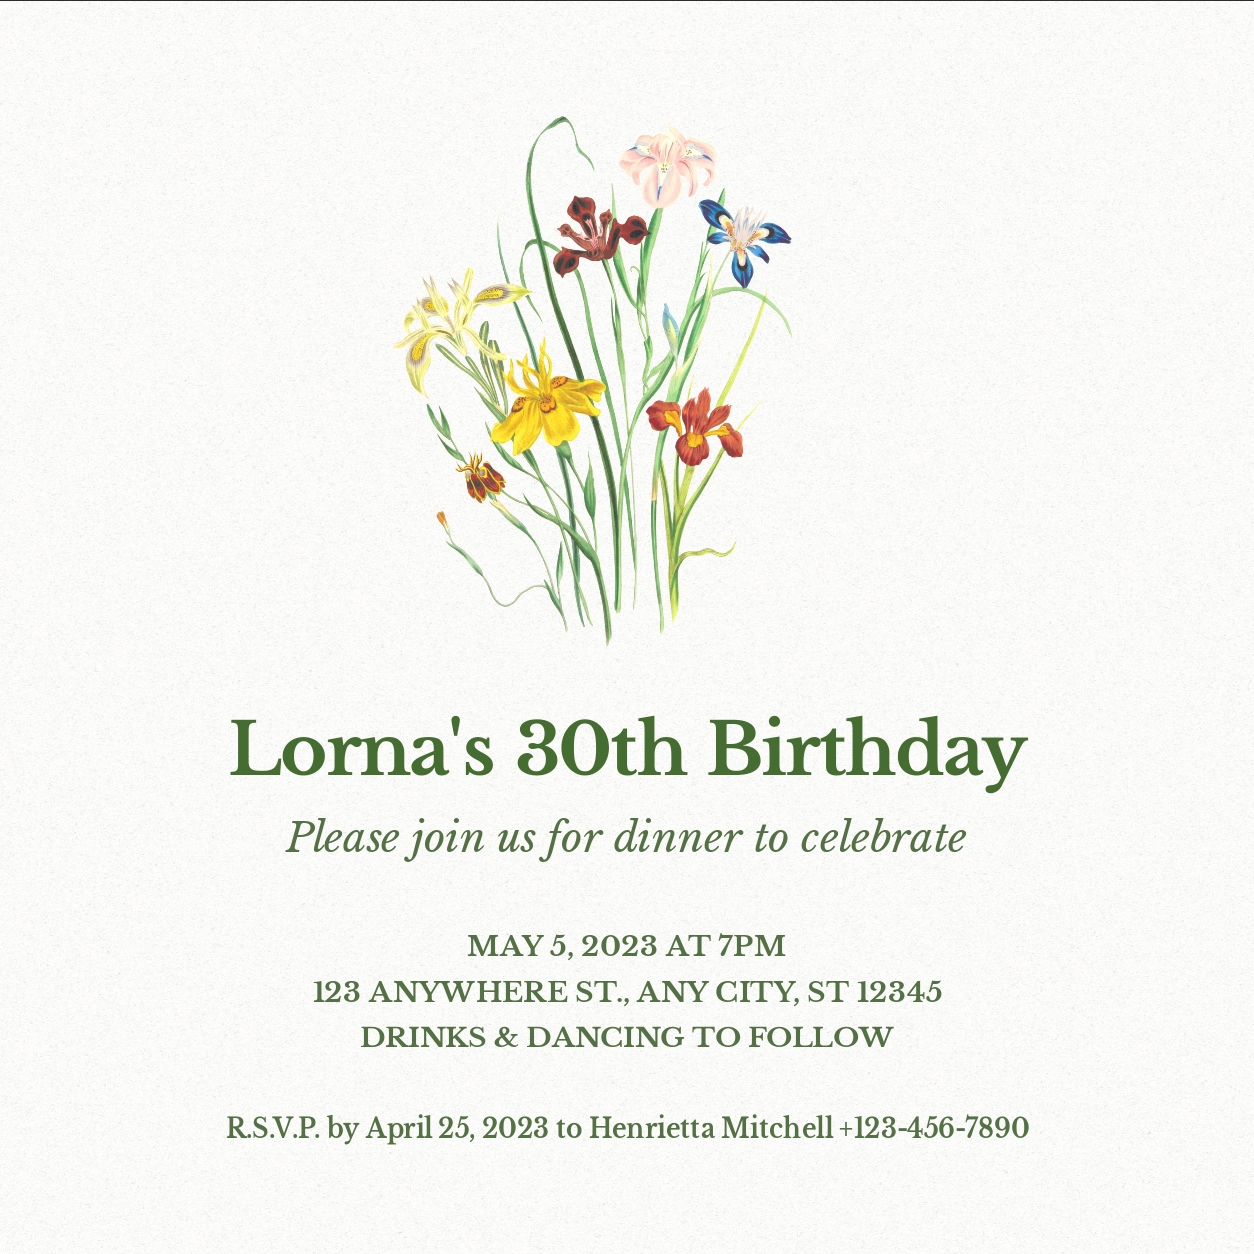 Lorna's 30th Birthday
Please join us for dinner to celebrate
MAY 5, 2023 AT 7PM
123 ANYWHERE ST., ANY CITY, ST 12345
DRINKS & DANCING TO FOLLOW
R.S.V.P. by April 25, 2023 to Henrietta Mitchell +123-456-7890